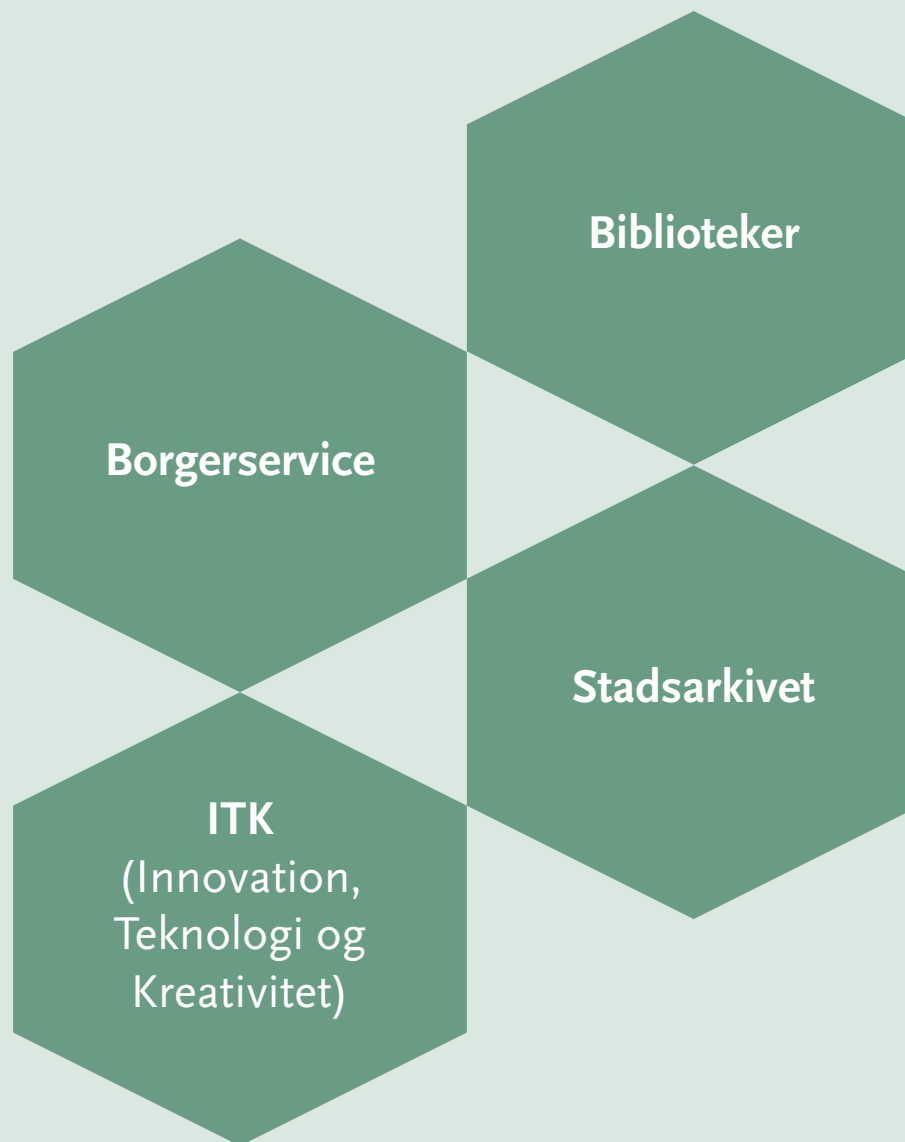 Biblioteker
Borgerservice
Stadsarkivet
ITK
(Innovation,
Teknologi og
Kreativitet)